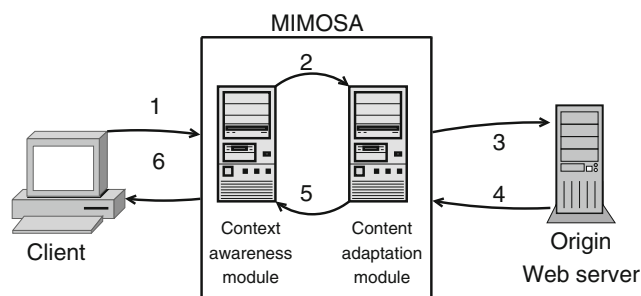 MIMOSA
1
2
3
6
5
4
Client
Context
awareness
module
Content
adaptation
module
Origin
Web server